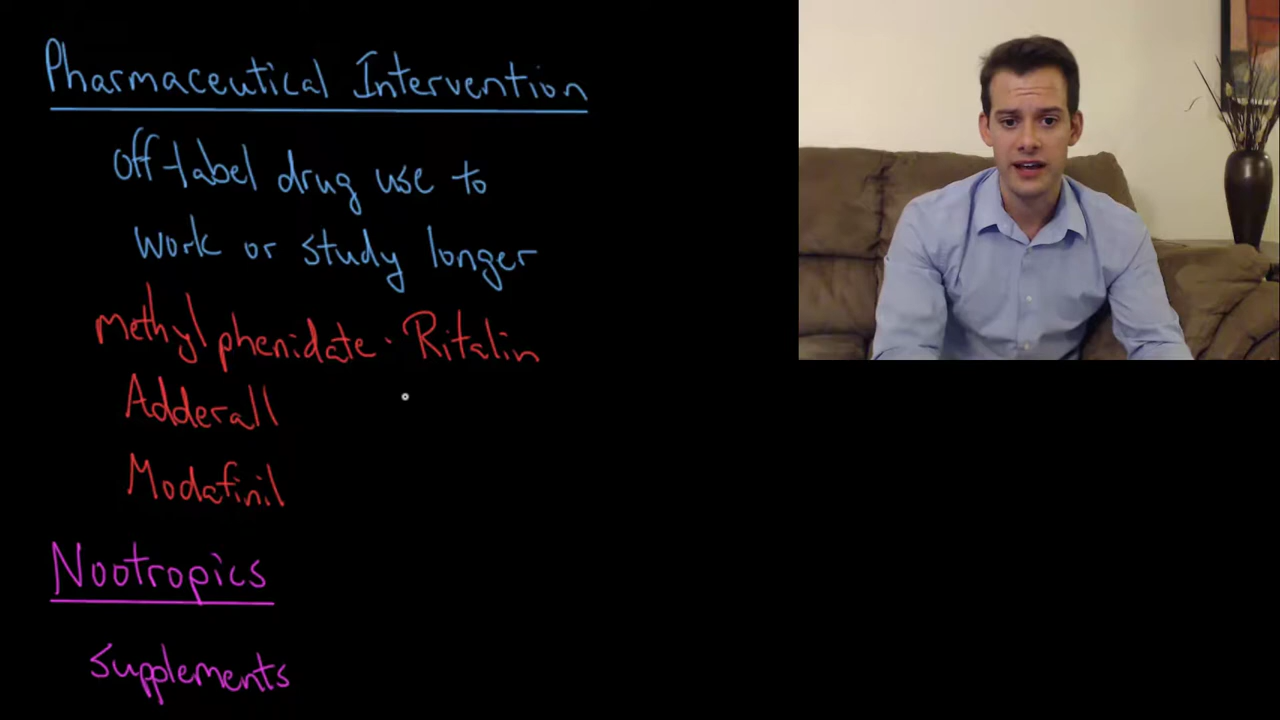 Pharmaceutical Intervention
off-label drug use to
work or study longer
Methylphenidate · Ritalin
Adderall
Modafinil
Nootropics
Supplements